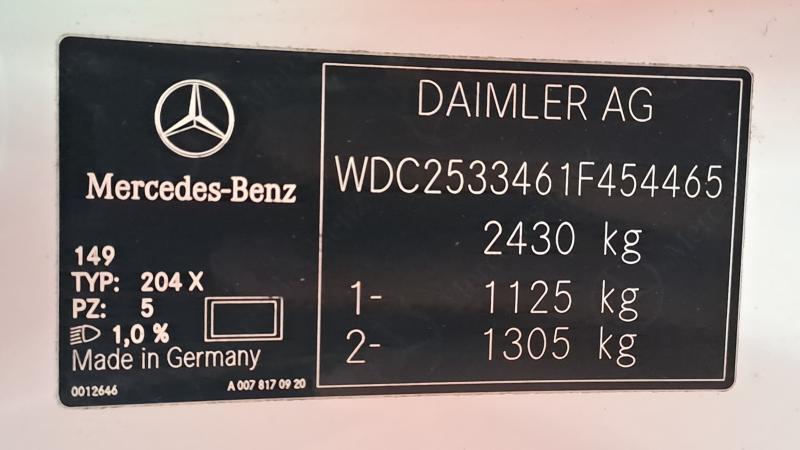 Mercedes-Benz
149
TYP: 204 X
PZ: 5
1,0 %
Made in Germany
0012646
A 007 817 09 20
DAIMLER AG
WDC2533461F454465
2430 kg
1- 1125 kg
2- 1305 kg